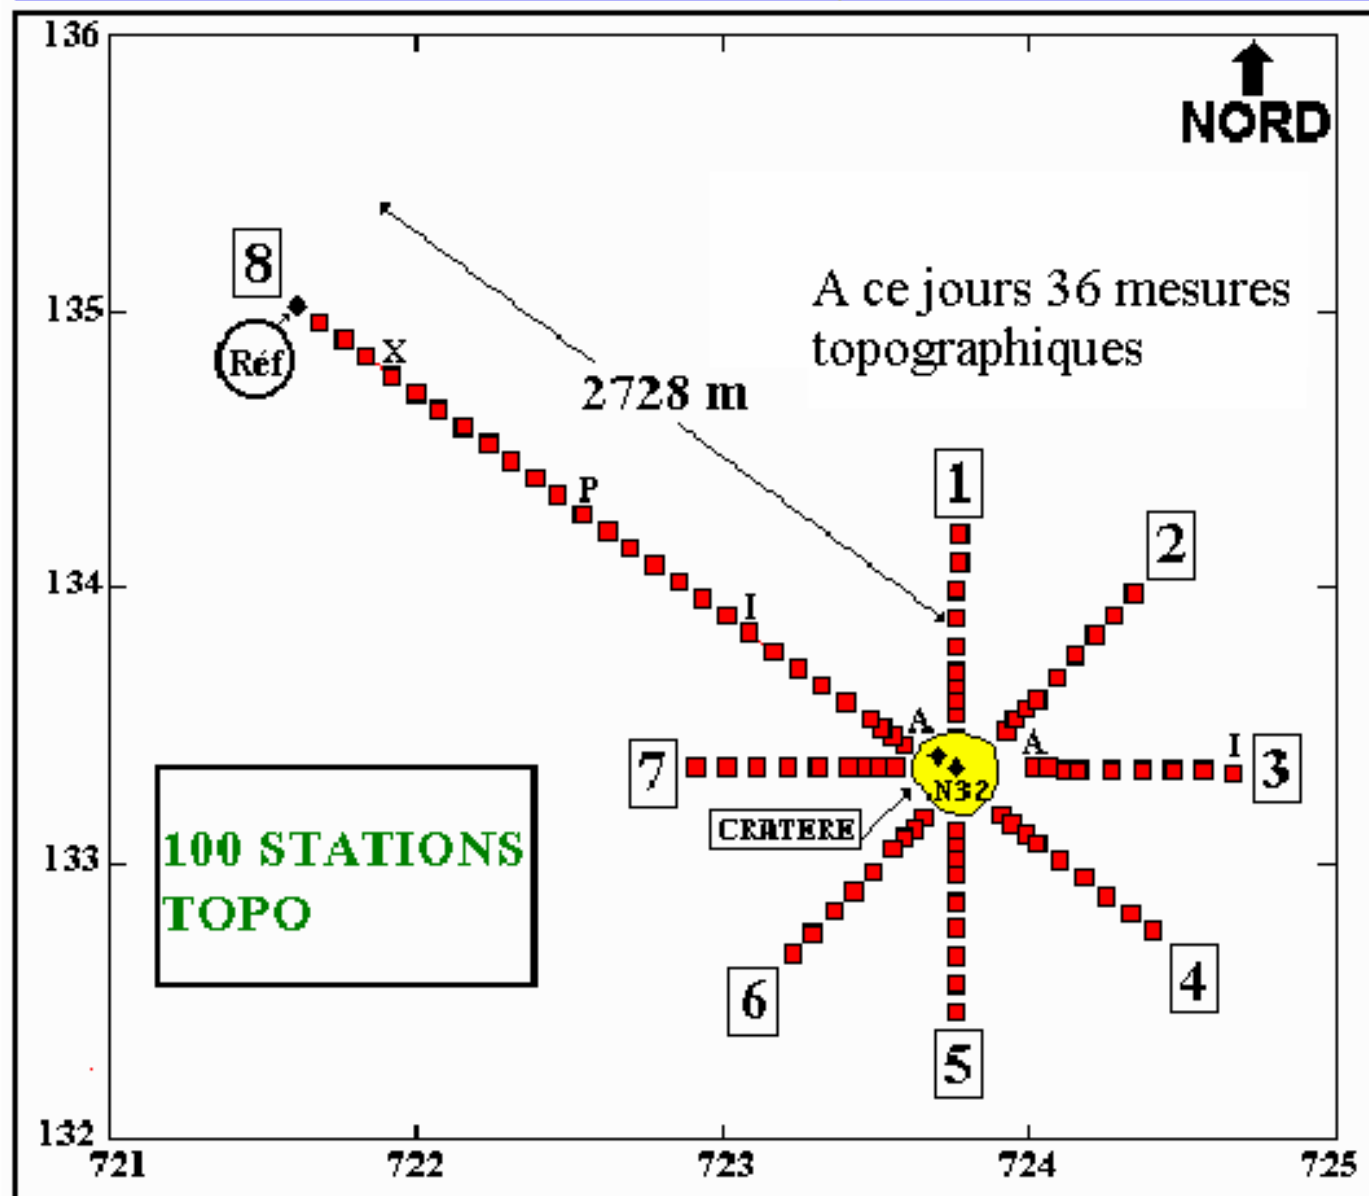 136
NORD
8
A ce jours 36 mesures
topographiques
135
Réf
X
2728 m
1
P
2
134
I
A
A
I
7
3
N32
CRATERE
100 STATIONS
TOPO
133
6
4
5
132
721
722
723
724
725